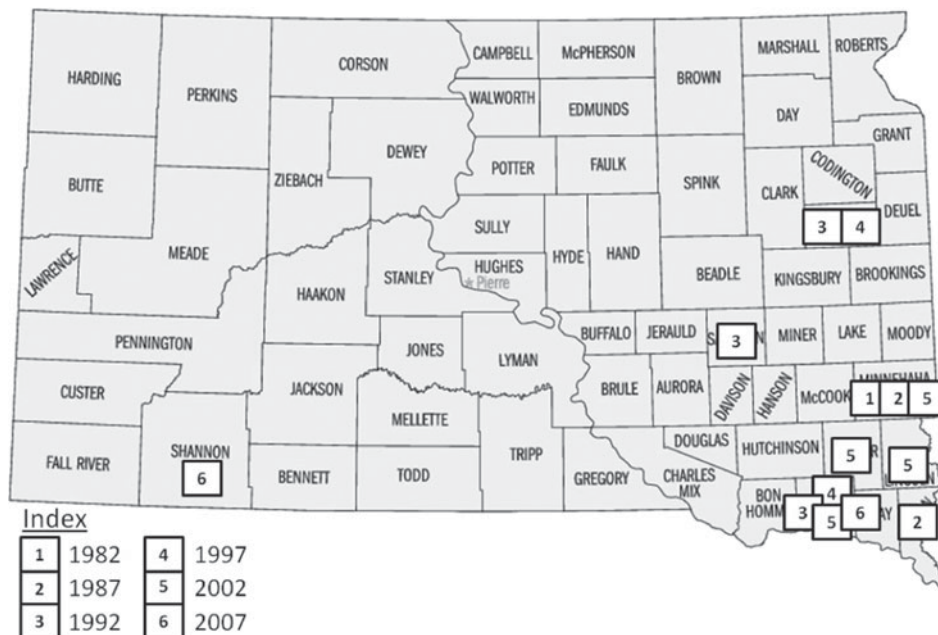 HARDING
PERKINS
CORSON
CAMPBELL
McPHERSON
BROWN
MARSHALL
ROBERTS
WALWORTH
EDMUNDS
DAY
GRANT
BUTTE
ZIEBACH
DEWEY
POTTER
FAULK
SPINK
CLARK
CODINGTON
DEUEL
3 4
LAWRENCE
MEADE
SULLY
HYDE
HAND
HAAKON
STANLEY
HUGHES
Pierre
BEADLE
KINGSBURY
BROOKINGS
PENNINGTON
JONES
LYMAN
BUFFALO
JERAULD
3
MINER
LAKE
MOODY
CUSTER
JACKSON
MELLETTE
BRULE
AURORA
DAVISON
HANSON
McCOOK
MINNEHAHA
1 2 5
FALL RIVER
SHANNON
6
BENNETT
TODD
TRIPP
GREGORY
DOUGLAS
CHARLES
MIX
HUTCHINSON
5
5
BON
HOMM
3
4
5
6
AY
2
Index
1 1982
2 1987
3 1992
4 1997
5 2002
6 2007